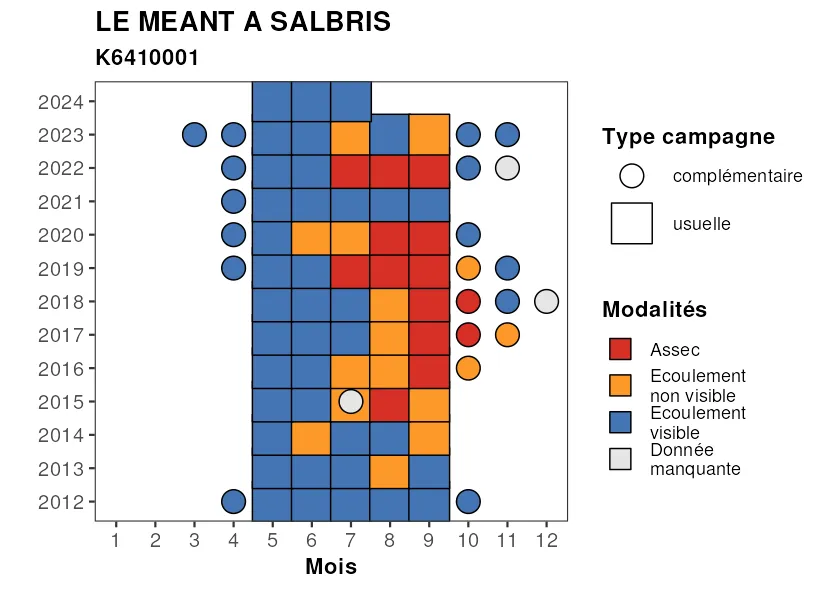 LE MEANT A SALBRIS
K6410001
2024
2023
2022
2021
2020
2019
2018
2017
2016
2015
2014
2013
2012
1 2 3 4 5 6 7 8 9 10 11 12
Mois
Type campagne
complémentaire
usuelle
Modalités
Assec
Ecoulement
non visible
Ecoulement
visible
Donnée
manquante